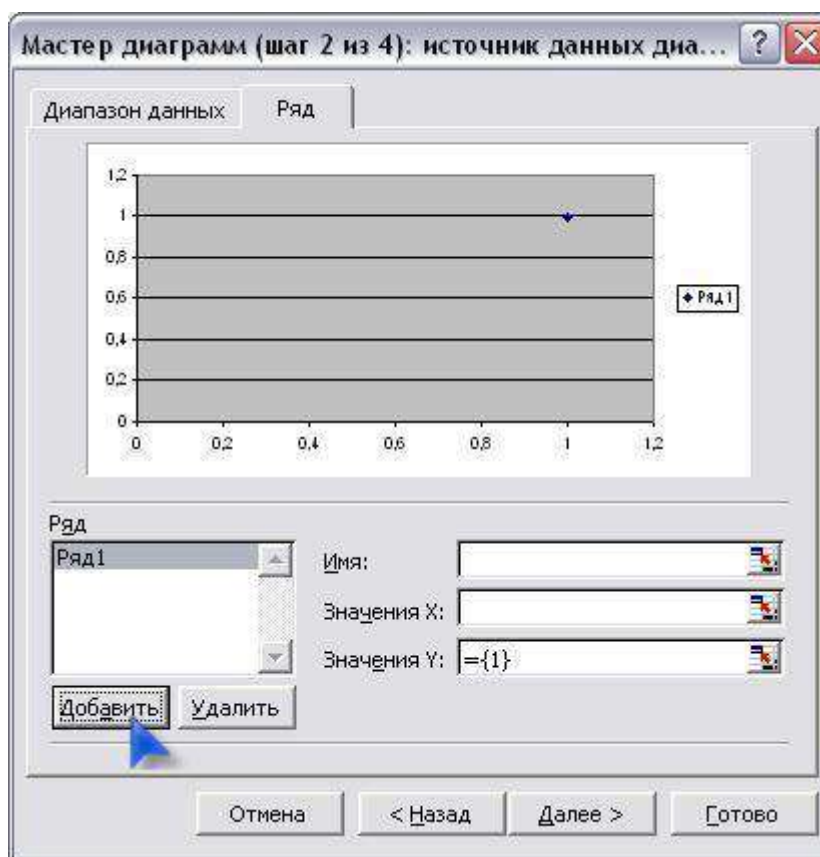 Мастер диаграмм (шаг 2 из 4): источник данных диа... ?
Диапазон данных Ряд
1,2
1
0,8
0,6
0,4
0,2
0
0 0,2 0,4 0,6 0,8 1 1,2
Ряд1
Ряд
Ряд1
Имя:
Значения X:
Значения Y: ={1}
Добавить Удалить
Отмена < Назад Далее > Готово